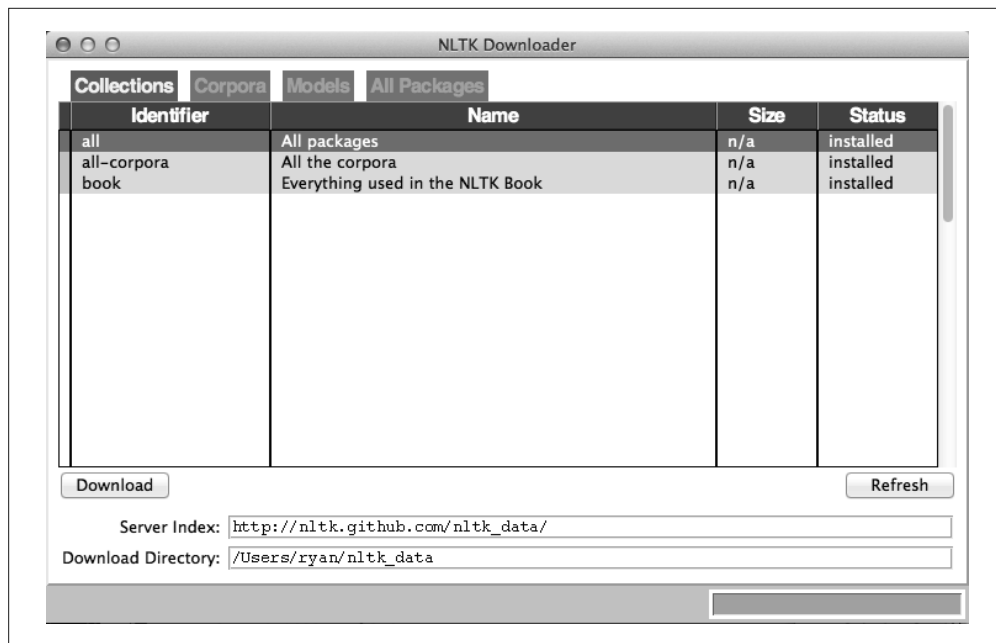 NLTK Downloader
Collections Corpora Models All Packages
Identifier Name Size Status
all All packages n/a installed
all-corpora All the corpora n/a installed
book Everything used in the NLTK Book n/a installed
Download Refresh
Server Index: http://nltk.github.com/nltk_data/
Download Directory: /Users/ryan/nltk_data